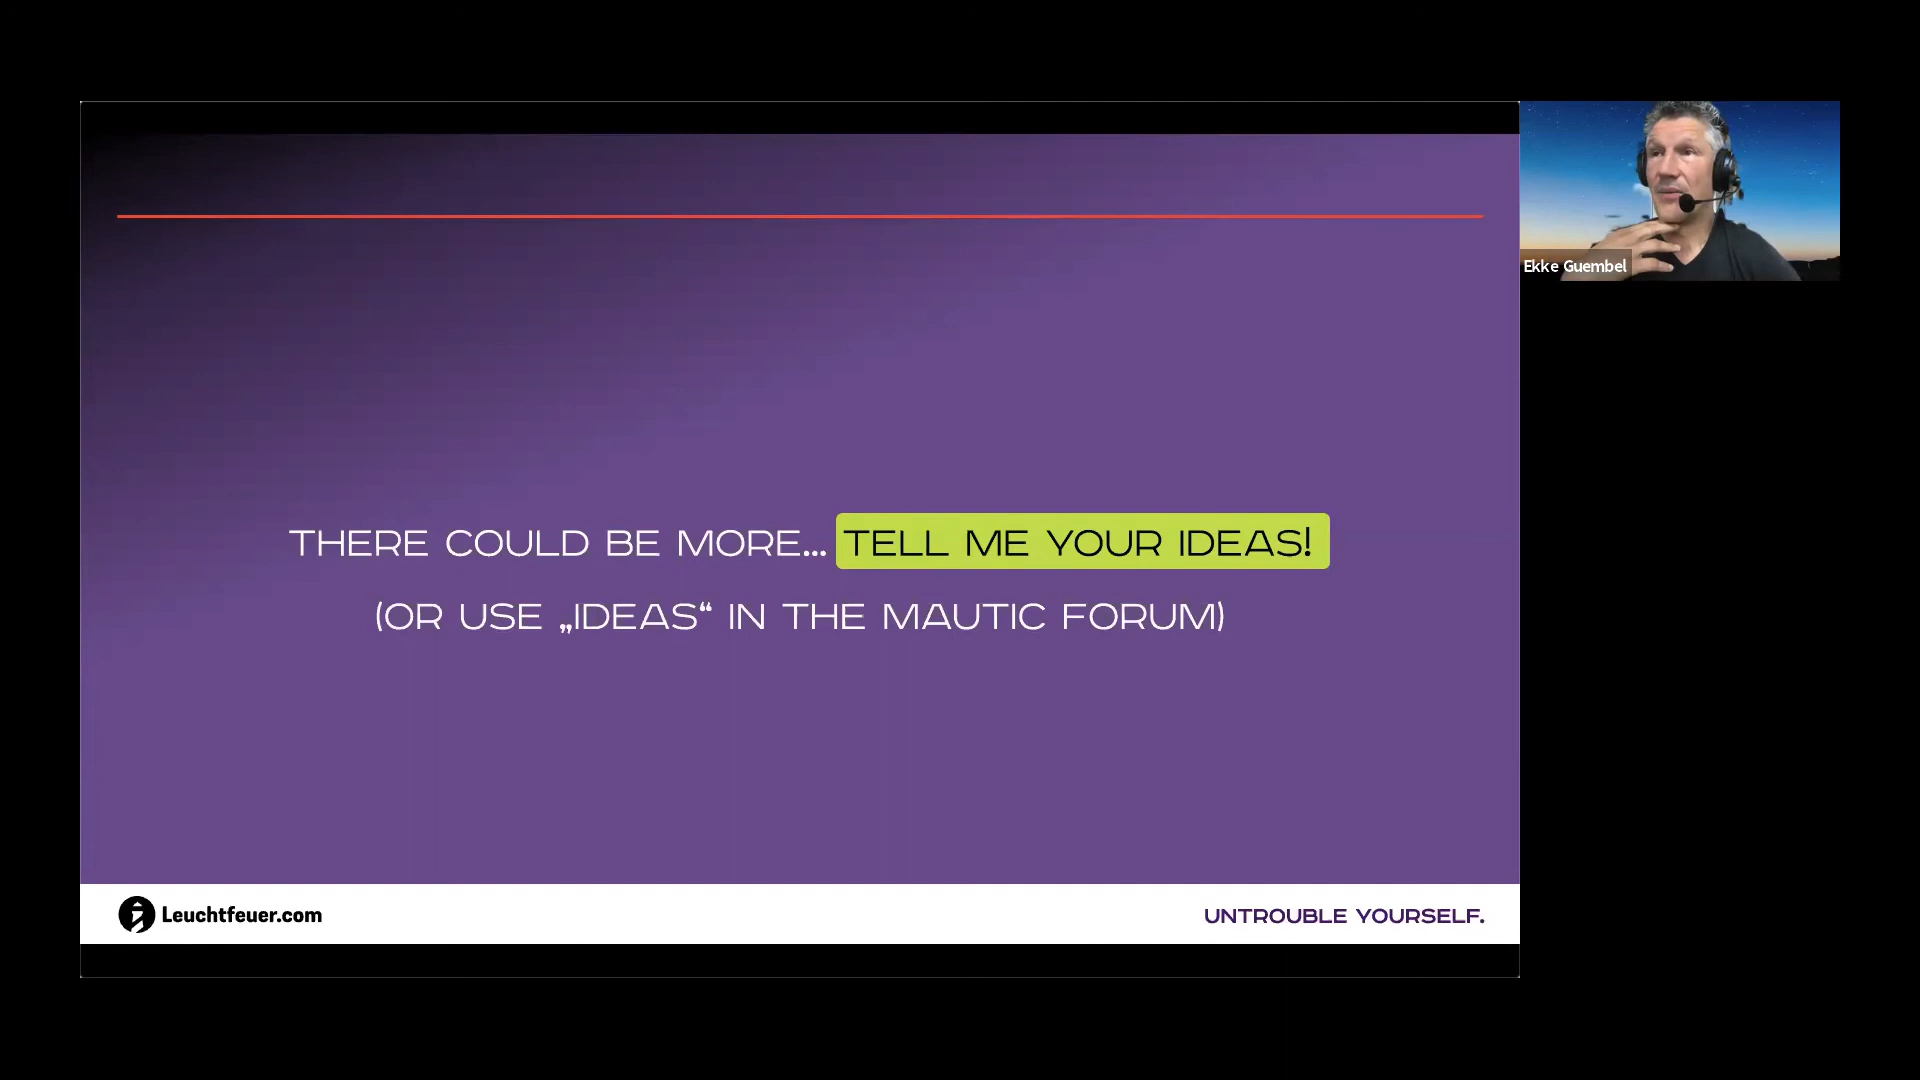 THERE COULD BE MORE... TELL ME YOUR IDEAS!
(OR USE „IDEAS“ IN THE MAUTIC FORUM)
Ekke Guembel
Leuchtfeuer.com
UNTROUBLE YOURSELF.